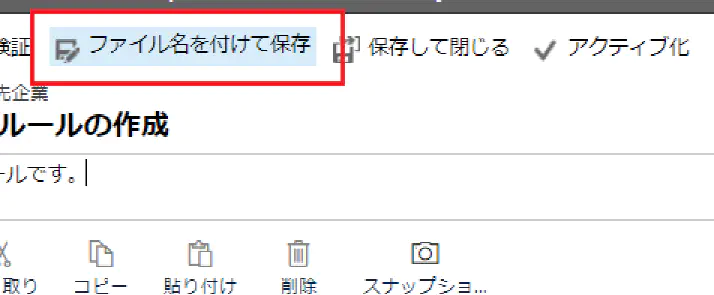 検証 ファイル名を付けて保存 保存して閉じる アクティブ化
先企業
ルールの作成
ールです。
取り コピー 貼り付け 削除 スナップショ...